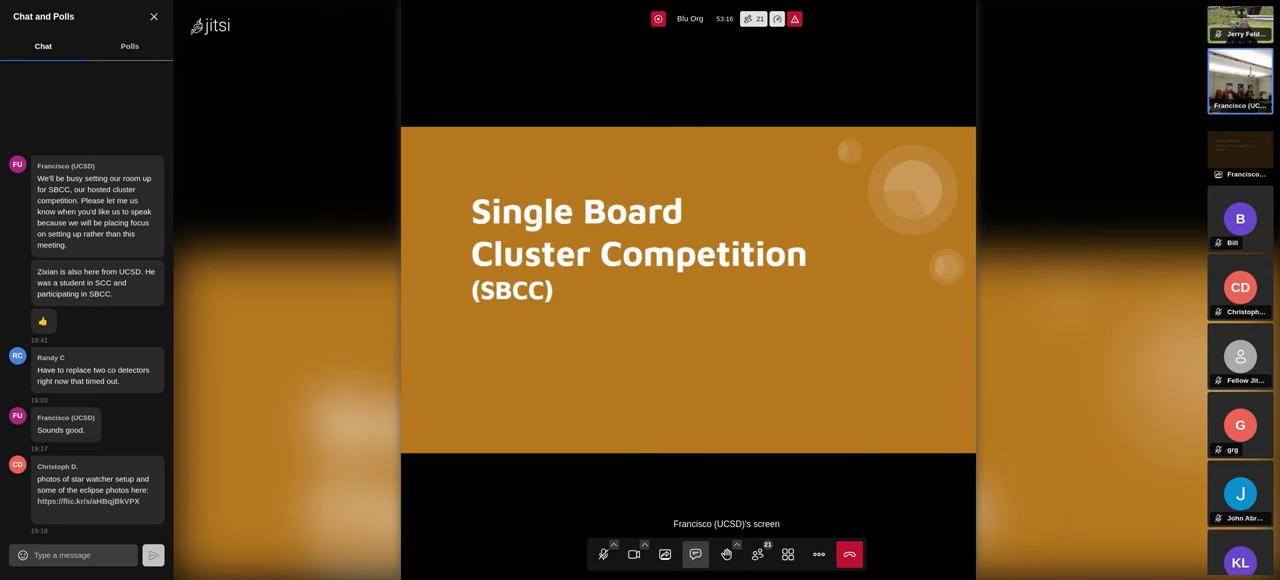 Chat and Polls
Chat
Polls
FU
Francisco (UCSD)
We'll be busy setting our room up
for SBCC, our hosted cluster
competition. Please let me us
know when you'd like us to speak
because we will be placing focus
on setting up rather than this
meeting.
Zixian is also here from UCSD. He
was a student in SCC and
participating in SBCC.
18:41
RC
Randy C
Have to replace two co detectors
right now that timed out.
19:03
FU
Francisco (UCSD)
Sounds good.
19:17
CD
Christoph D.
photos of star watcher setup and
some of the eclipse photos here:
https://flic.kr/s/aHBqjBkVPX
19:18
Type a message
jitsi
Blu Org
53:16
21
Single Board
Cluster Competition
(SBCC)
Francisco (UCSD)'s screen
21
Jerry Feld...
Francisco (UC...
Francisco...
B
Bill
CD
Christoph...
Fellow Jit...
G
grg
J
John Abr...
KL